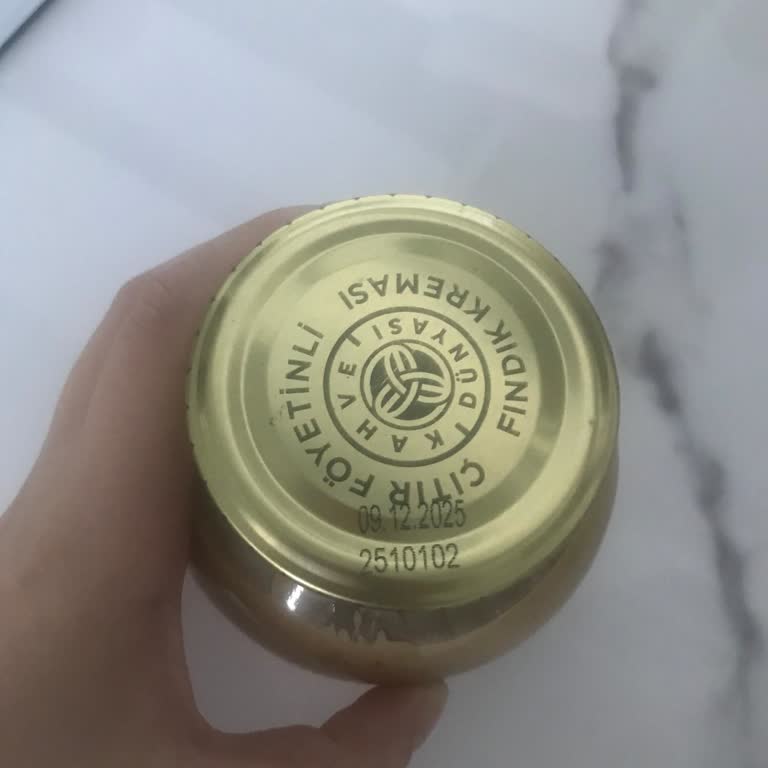 ÇITIR FÖYETİNLİ
FINDIK KREMASI
KAHVE DÜNYASI
09.12.2025
2510102